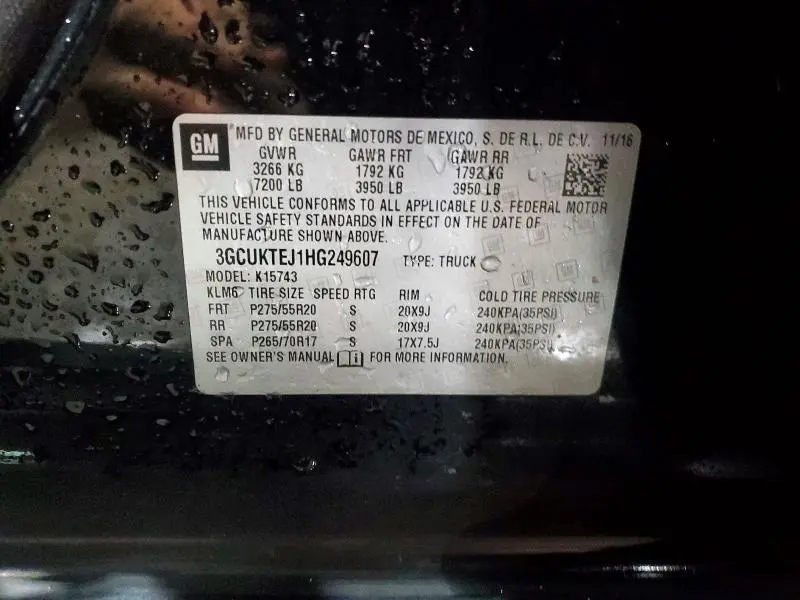 GM MFD BY GENERAL MOTORS DE MEXICO, S. DE R.L. DE C.V. 11/16
GVWR GAWR FRT GAWR RR
3266 KG 1792 KG 1792 KG
7200 LB 3950 LB 3950 LB
THIS VEHICLE CONFORMS TO ALL APPLICABLE U.S. FEDERAL MOTOR
VEHICLE SAFETY STANDARDS IN EFFECT ON THE DATE OF
MANUFACTURE SHOWN ABOVE.
3GCUKTEJ1HG249607 TYPE: TRUCK
MODEL: K15743
KLM6 TIRE SIZE SPEED RTG RIM COLD TIRE PRESSURE
FRT P275/55R20 S 20X9J 240KPA(35PSI)
RR P275/55R20 S 20X9J 240KPA(35PSI)
SPA P265/70R17 S 17X7.5J 240KPA(35PSI)
SEE OWNER'S MANUAL FOR MORE INFORMATION.